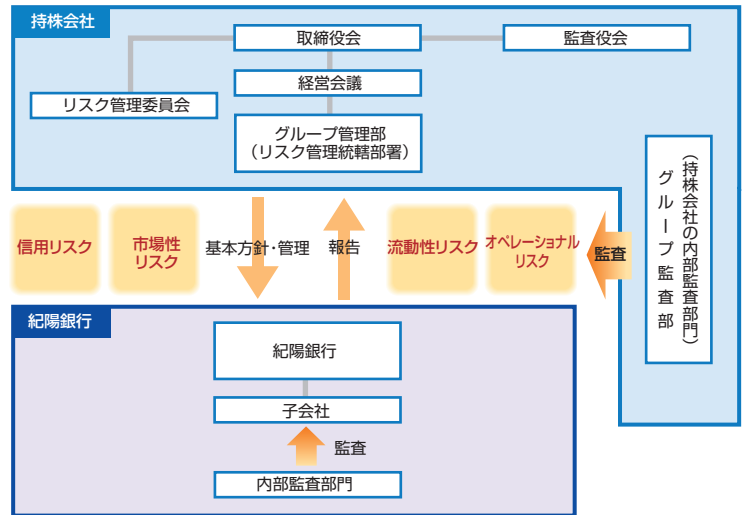 持株会社
取締役会
監査役会
経営会議
リスク管理委員会
グループ管理部
（リスク管理統轄部署）
グループ監査部
（持株会社の内部監査部門）
信用リスク
市場性
リスク
基本方針・管理
報告
流動性リスク
オペレーショナル
リスク
監査
紀陽銀行
紀陽銀行
子会社
監査
内部監査部門